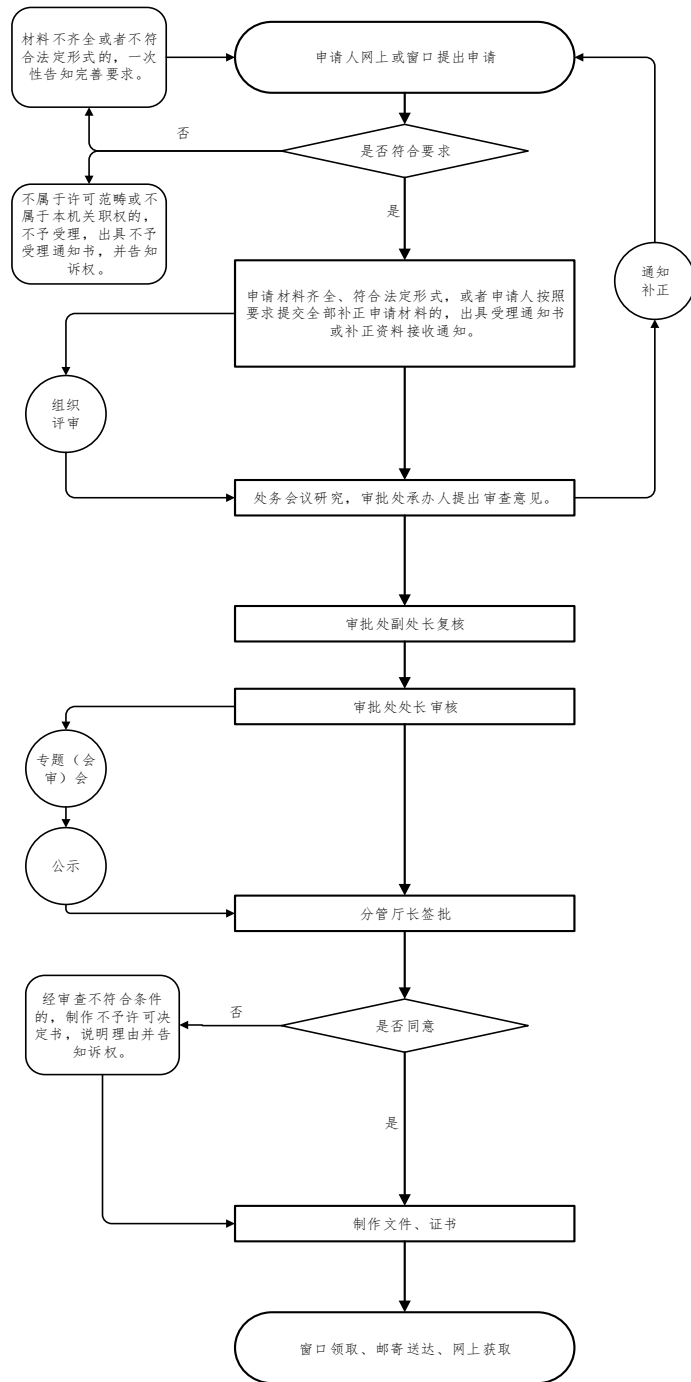 材料不齐全或者不符
合法定形式的，一次
性告知完善要求。
申请人网上或窗口提出申请
否
是否符合要求
不属于许可范畴或不
属于本机关职权的，
不予受理，出具不予
受理通知书，并告知
诉权。
是
通知
补正
申请材料齐全、符合法定形式，或者申请人按照
要求提交全部补正申请材料的，出具受理通知书
或补正资料接收通知。
组织
评审
处务会议研究，审批处承办人提出审查意见。
审批处副处长复核
审批处处长审核
专题（会
审）会
公示
分管厅长签批
经审查不符合条件
的，制作不予许可决
定书，说明理由并告
知诉权。
否
是否同意
是
制作文件、证书
窗口领取、邮寄送达、网上获取